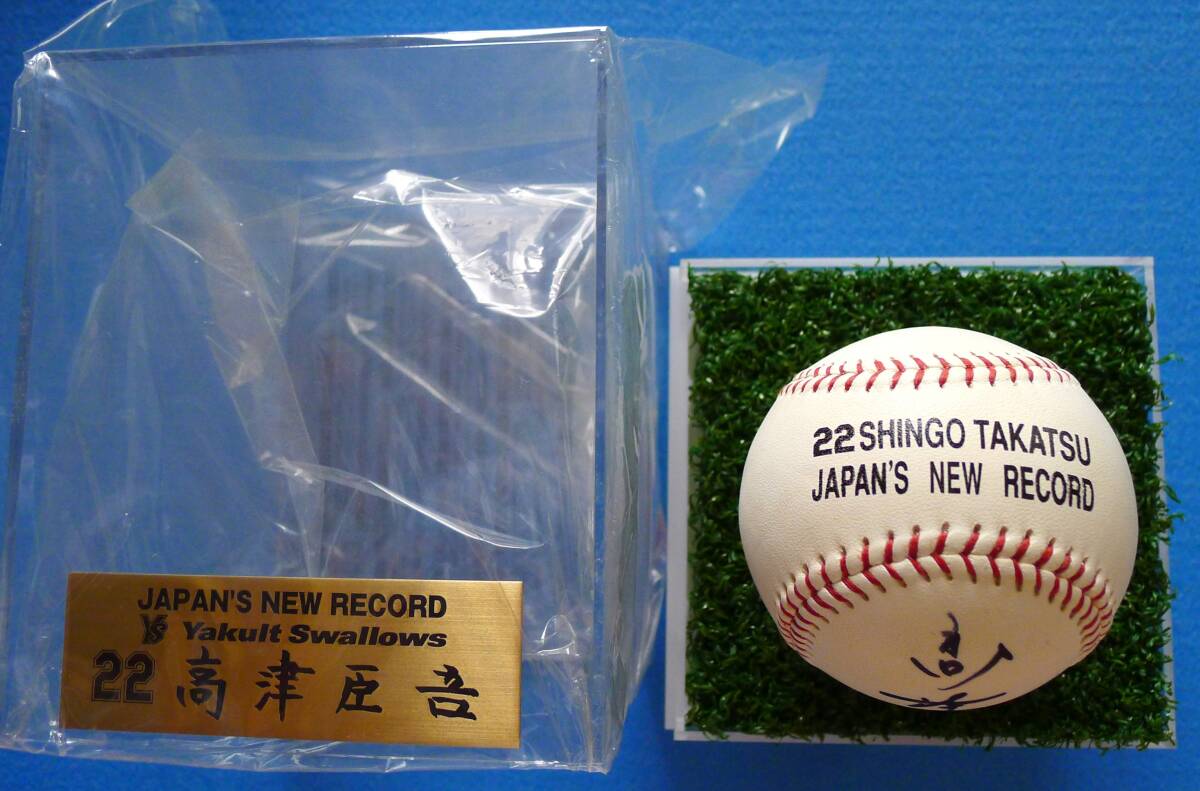 JAPAN'S NEW RECORD
YS Yakult Swallows
22 高津臣吾
22 SHINGO TAKATSU
JAPAN'S NEW RECORD